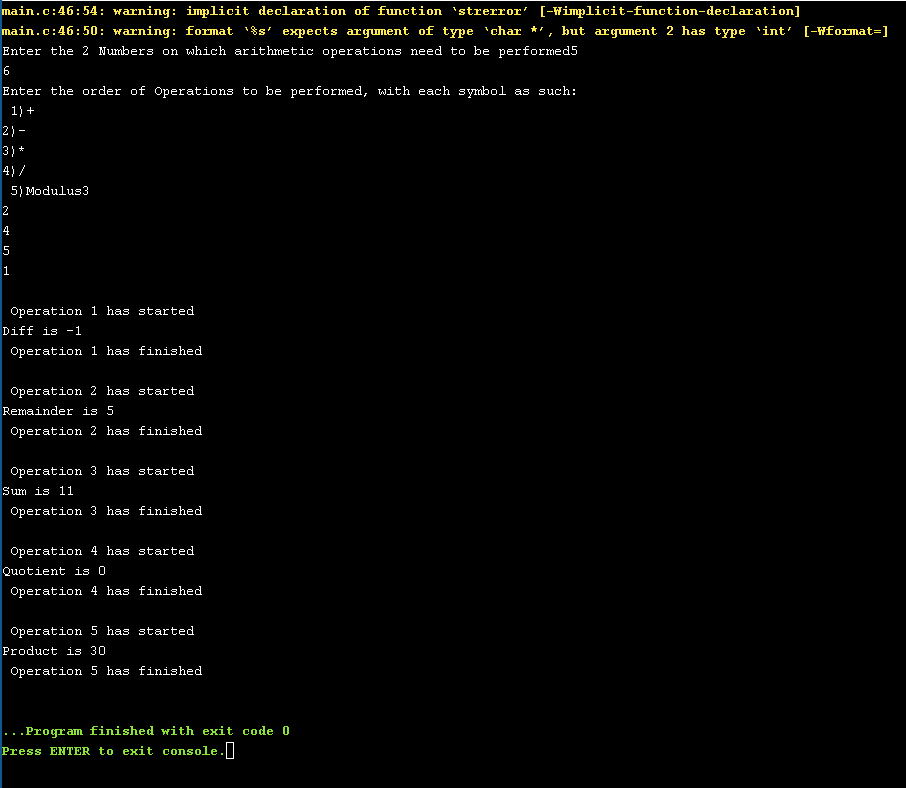 main.c:46:54: warning: implicit declaration of function ‘strerror’ [-Wimplicit-function-declaration]
main.c:46:50: warning: format ‘%s’ expects argument of type ‘char *’, but argument 2 has type ‘int’ [-Wformat=]
Enter the 2 Numbers on which arithmetic operations need to be performed5
6
Enter the order of Operations to be performed, with each symbol as such:
 1)+
2)-
3)*
4)/
 5)Modulus3
2
4
5
1

 Operation 1 has started
Diff is -1
 Operation 1 has finished

 Operation 2 has started
Remainder is 5
 Operation 2 has finished

 Operation 3 has started
Sum is 11
 Operation 3 has finished

 Operation 4 has started
Quotient is 0
 Operation 4 has finished

 Operation 5 has started
Product is 30
 Operation 5 has finished


...Program finished with exit code 0
Press ENTER to exit console.